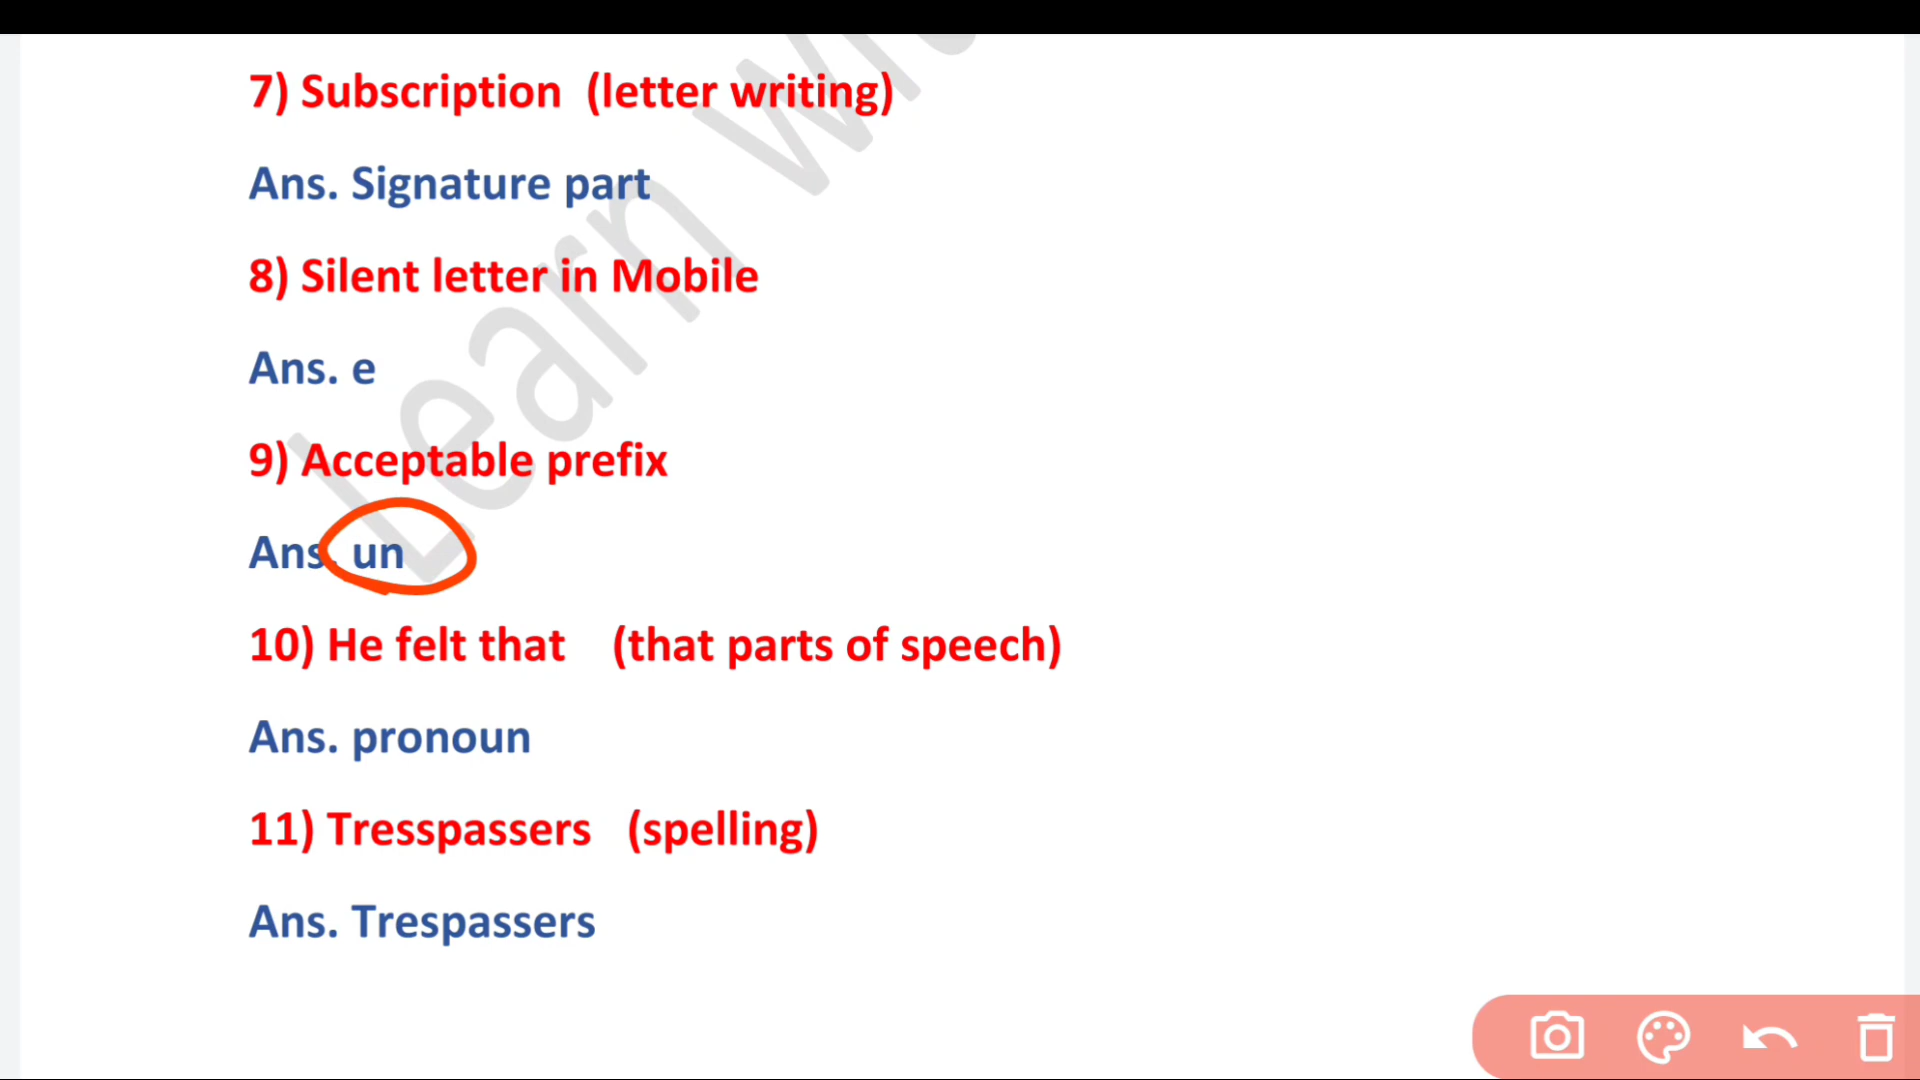 7) Subscription (letter writing)
Ans. Signature part
8) Silent letter in Mobile
Ans. e
9) Acceptable prefix
Ans. un
10) He felt that (that parts of speech)
Ans. pronoun
11) Tresspassers (spelling)
Ans. Trespassers
Learn